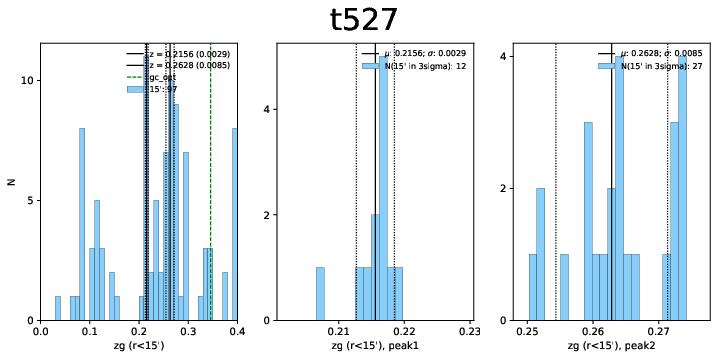 t527
z = 0.2156 (0.0029)
z = 0.2628 (0.0085)
gc_opt
15': 97
N
10
5
0
0.0 0.1 0.2 0.3 0.4
zg (r<15')
μ: 0.2156; σ: 0.0029
N(15' in 3sigma): 12
4
2
0
0.21 0.22 0.23
zg (r<15'), peak1
μ: 0.2628; σ: 0.0085
N(15' in 3sigma): 27
4
2
0
0.25 0.26 0.27
zg (r<15'), peak2